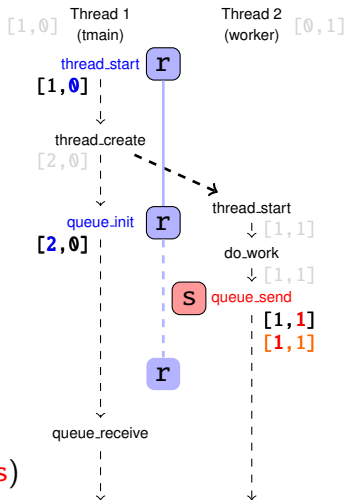 Thread 1
Thread 2
[1,0]
(tmain)
(worker)
[0,1]
thread_start
r
[1,0]
thread_create
[2,0]
thread_start
queue_init
r
[1,1]
[2,0]
do_work
[1,1]
s
queue_send
[1,1]
[1,1]
r
queue_receive
s)